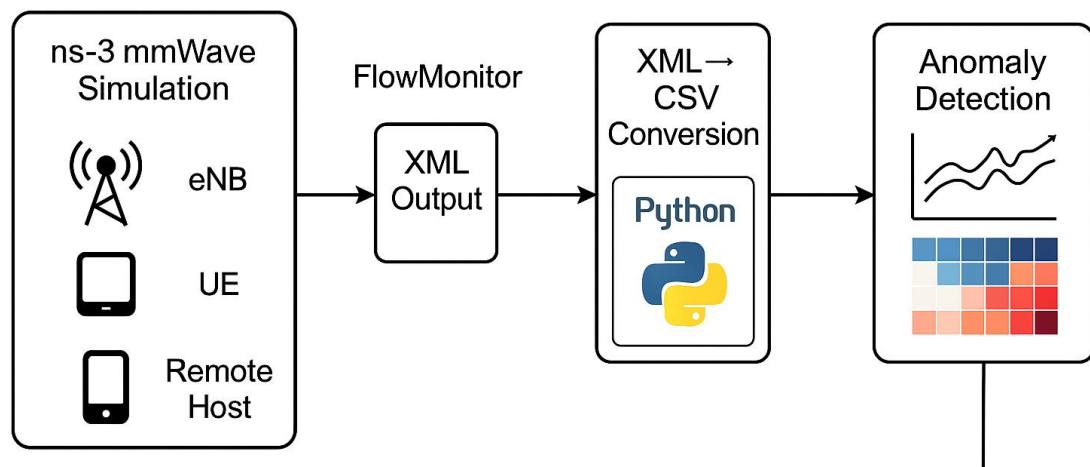 ns-3 mmWave
Simulation
eNB
UE
Remote
Host
FlowMonitor
XML
Output
XML→
CSV
Conversion
Python
Anomaly
Detection